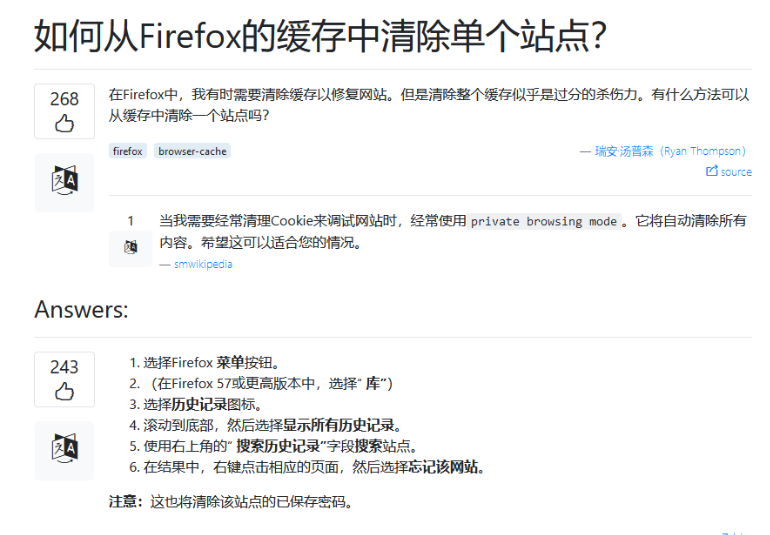 如何从Firefox的缓存中清除单个站点?
268
在Firefox中，我有时需要清除缓存以修复网站。但是清除整个缓存似乎是过分的杀伤力。有什么方法可以
从缓存中清除一个站点吗?
firefox browser-cache
— 瑞安·汤普森（Ryan Thompson）
source
1
当我需要经常清理Cookie来调试网站时，经常使用 private browsing mode 。它将自动清除所有
内容。希望这可以适合您的情况。
— smwikipedia
Answers:
243
1. 选择Firefox 菜单按钮。
2. （在Firefox 57或更高版本中，选择“ 库”）
3. 选择历史记录图标。
4. 滚动到底部，然后选择显示所有历史记录。
5. 使用右上角的“ 搜索历史记录”字段搜索站点。
6. 在结果中，右键点击相应的页面，然后选择忘记该网站。
注意：这也将清除该站点的已保存密码。